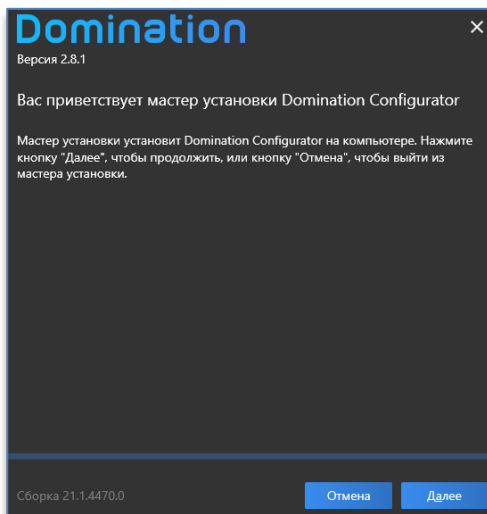 Domination
Версия 2.8.1
Вас приветствует мастер установки Domination Configurator
Мастер установки установит Domination Configurator на компьютере. Нажмите
кнопку "Далее", чтобы продолжить, или кнопку "Отмена", чтобы выйти из
мастера установки.
Сборка 21.1.4470.0
Отмена
Далее